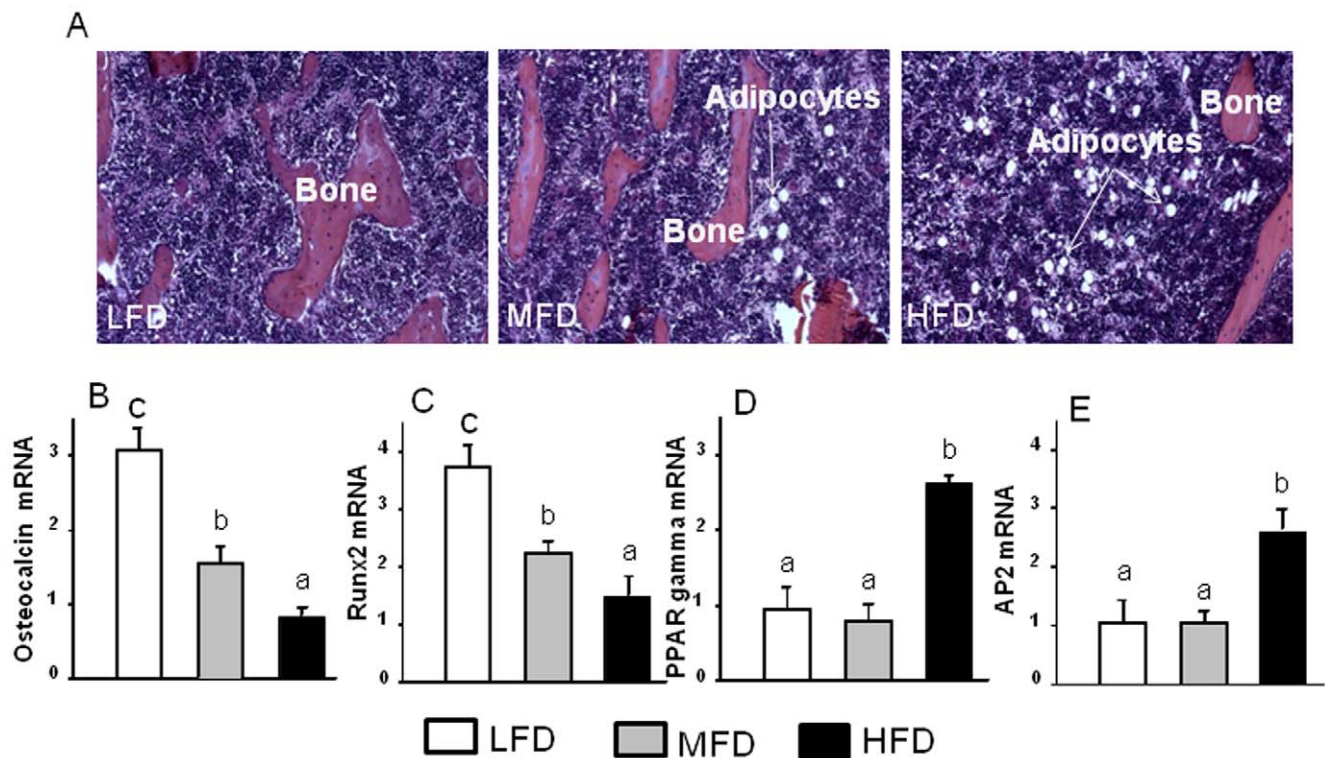 A
Bone
LFD
Adipocytes
Bone
MFD
Bone
Adipocytes
HFD
B
Osteocalcin mRNA
3
2
1
0
c
b
a
C
Runx2 mRNA
4
3
2
1
0
c
b
a
D
PPAR gamma mRNA
3
2
1
0
a
a
b
E
AP2 mRNA
4
3
2
1
0
a
a
b
LFD
MFD
HFD